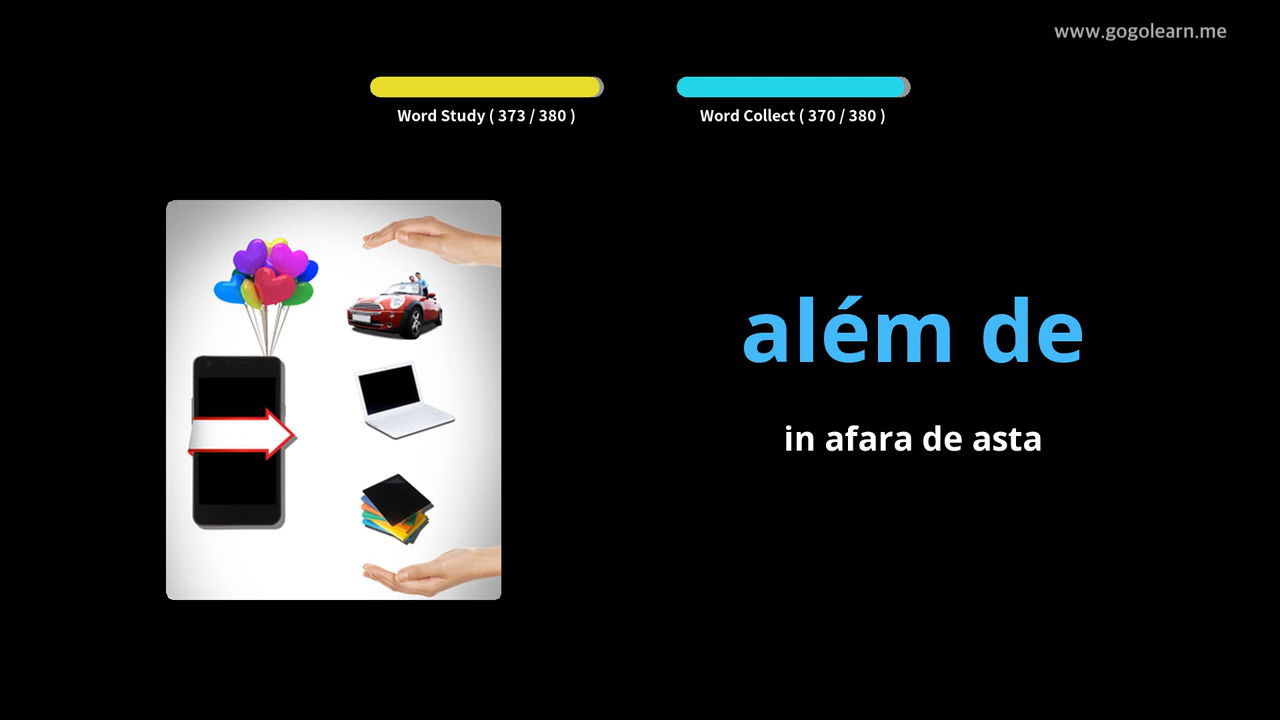 www.gogolearn.me
Word Study ( 373 / 380 )
Word Collect ( 370 / 380 )
além de
in afara de asta